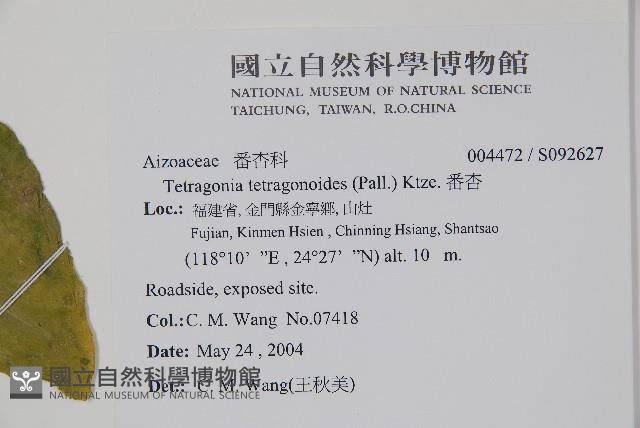 國立自然科學博物館
NATIONAL MUSEUM OF NATURAL SCIENCE
TAICHUNG, TAIWAN, R.O.CHINA
Aizoaceae 番杏科 004472 / S092627
Tetragonia tetragonoides (Pall.) Ktze. 番杏
Loc.: 福建省, 金門縣金寧鄉, 山灶
Fujian, Kinmen Hsien , Chinning Hsiang, Shantsao
(118°10' ”E , 24°27' ”N) alt. 10 m.
Roadside, exposed site.
Col.:C. M. Wang No.07418
Date: May 24 , 2004
Det.: C. M. Wang(王秋美)
國立自然科學博物館
NATIONAL MUSEUM OF NATURAL SCIENCE